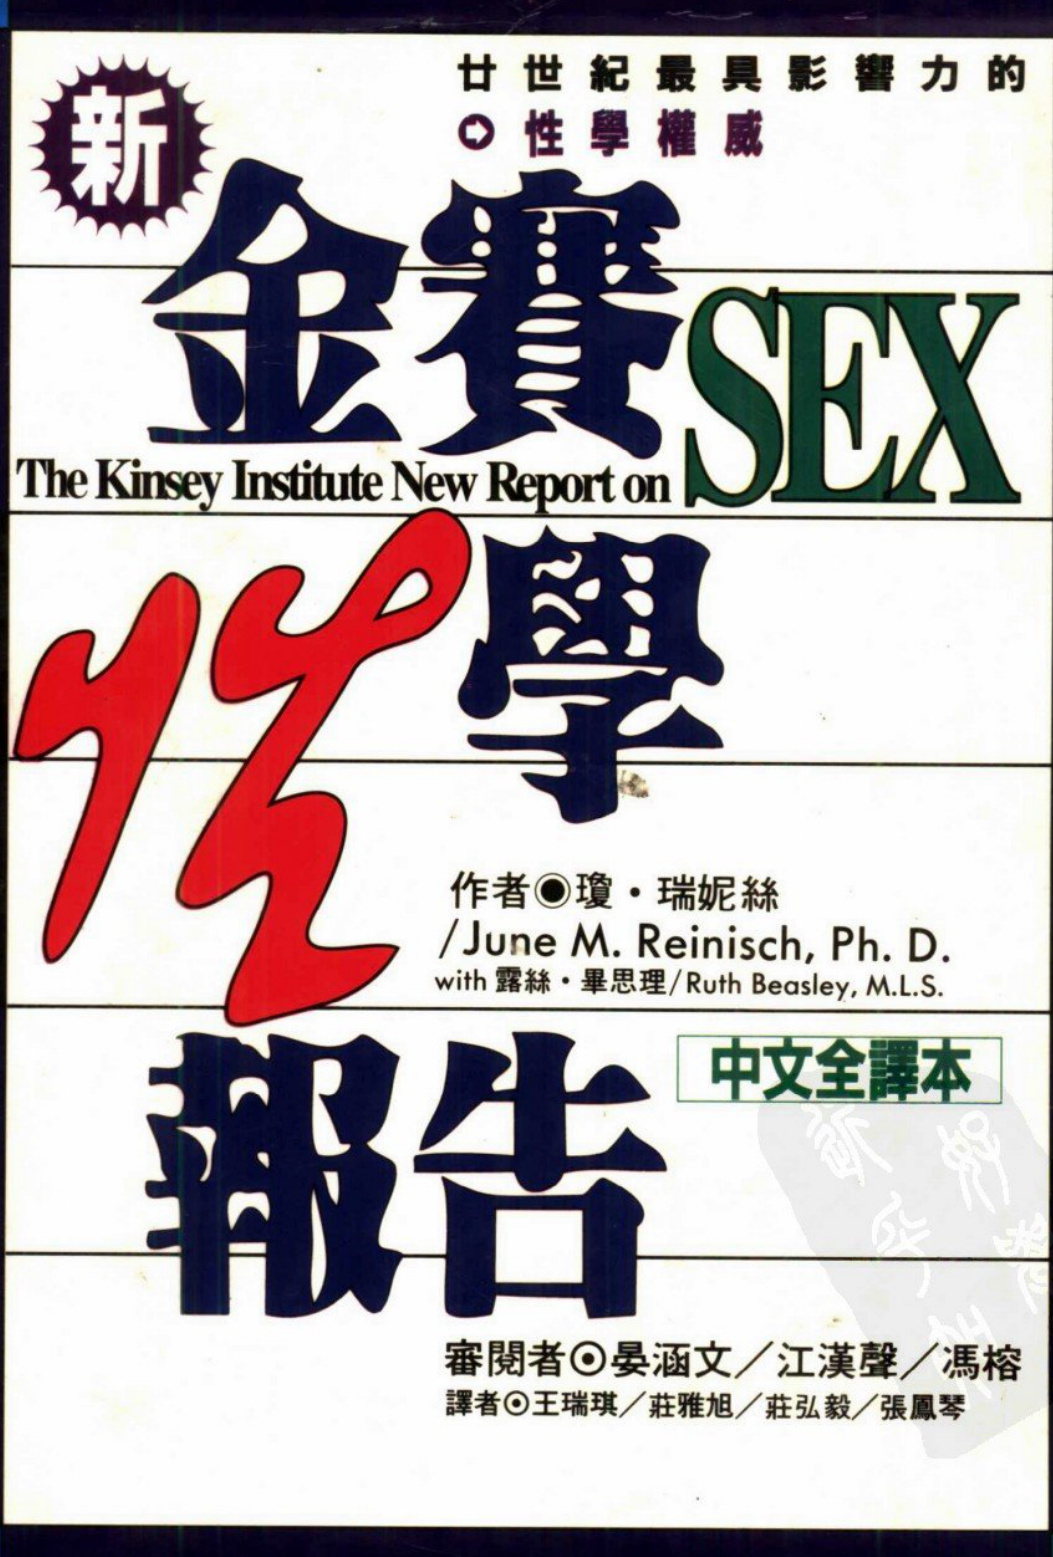 新
廿世紀最具影響力的
性學權威
金賽
The Kinsey Institute New Report on SEX
性學
作者◉瓊・瑞妮絲
/June M. Reinisch, Ph. D.
with 露絲・畢思理/Ruth Beasley, M.L.S.
報告
中文全譯本
審閱者⊙晏涵文／江漢聲／馮榕
譯者⊙王瑞琪／莊雅旭／莊弘毅／張鳳琴